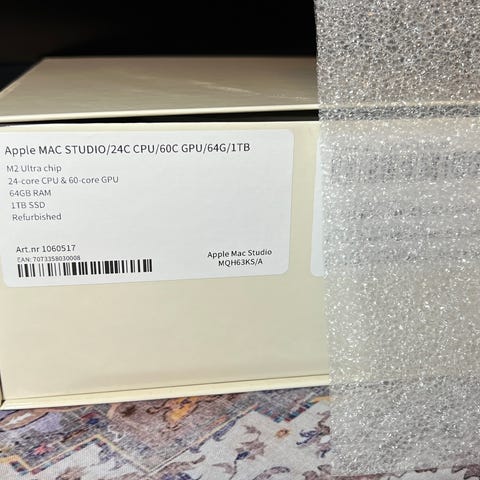 Apple MAC STUDIO/24C CPU/60C GPU/64G/1TB
M2 Ultra chip
24-core CPU & 60-core GPU
64GB RAM
1TB SSD
Refurbished
Art.nr 1060517
EAN: 7073358030008
Apple Mac Studio
MQH63KS/A